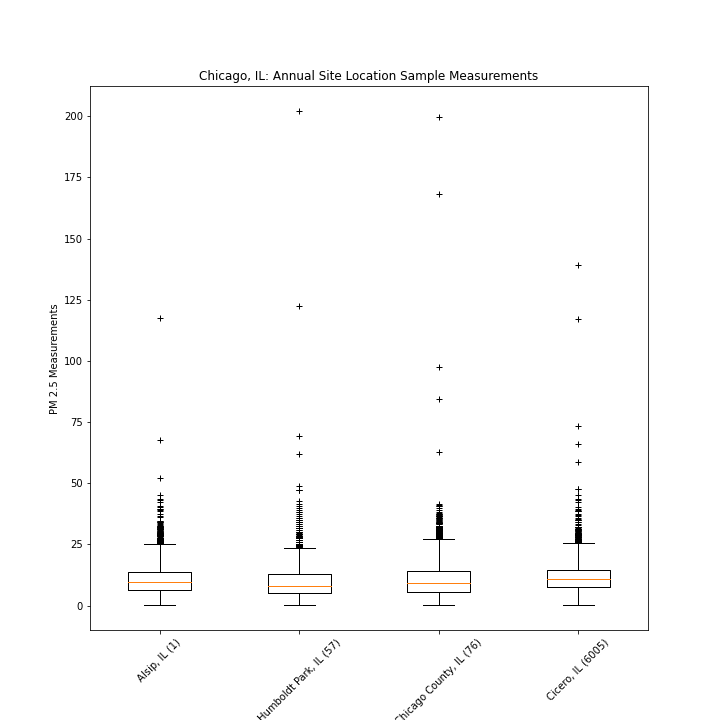 Chicago, IL: Annual Site Location Sample Measurements
PM 2.5 Measurements
200
175
150
125
100
75
50
25
0
Alsip, IL (1)
Humboldt Park, IL (57)
Chicago County, IL (76)
Cicero, IL (6005)